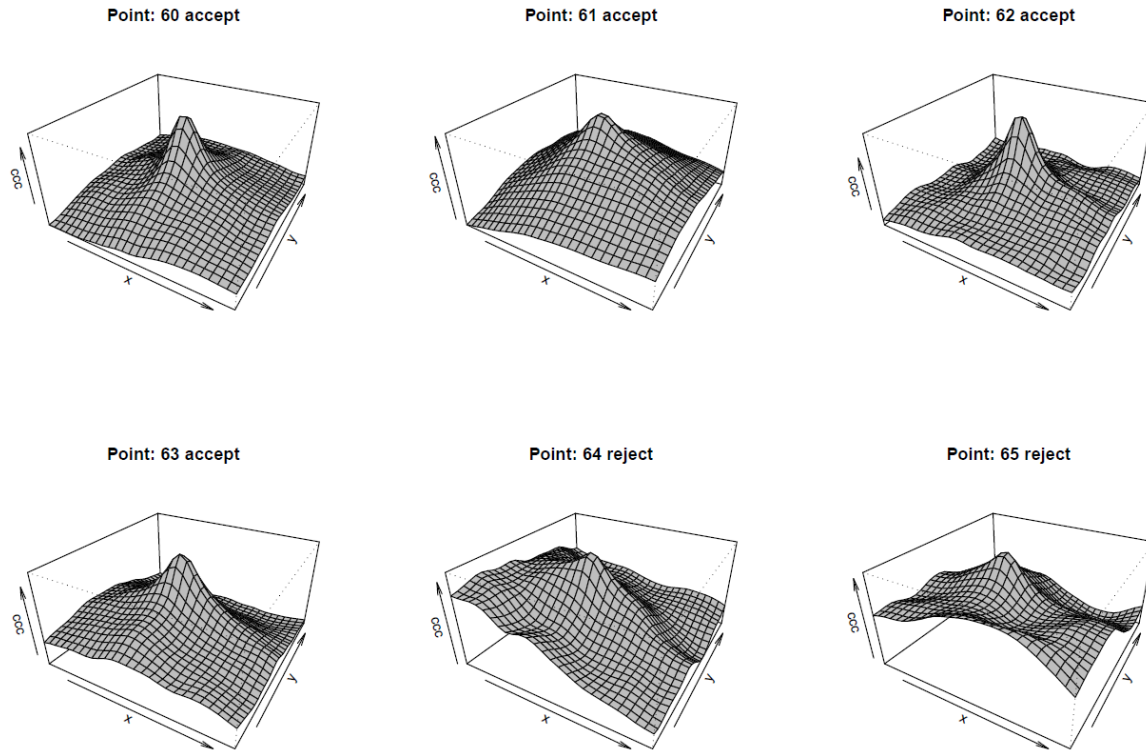 Point: 60 accept
Point: 61 accept
Point: 62 accept
ccc
x
y
ccc
x
y
ccc
x
y
Point: 63 accept
Point: 64 reject
Point: 65 reject
ccc
x
y
ccc
x
y
ccc
x
y